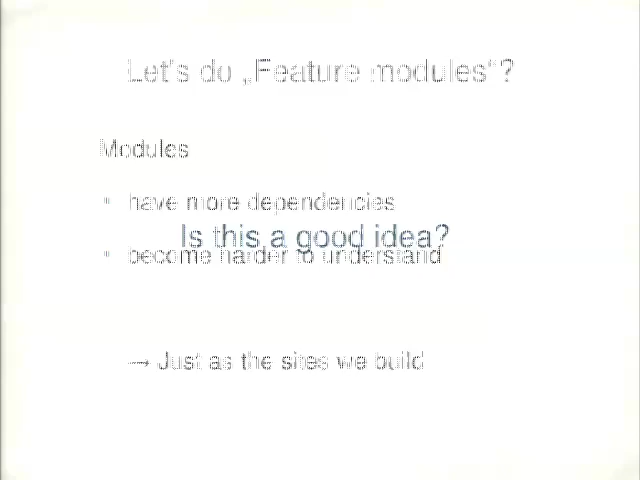 Let's do „Feature modules“?
Modules
• have more dependencies
Is this a good idea?
• become harder to understand
→ Just as the sites we build